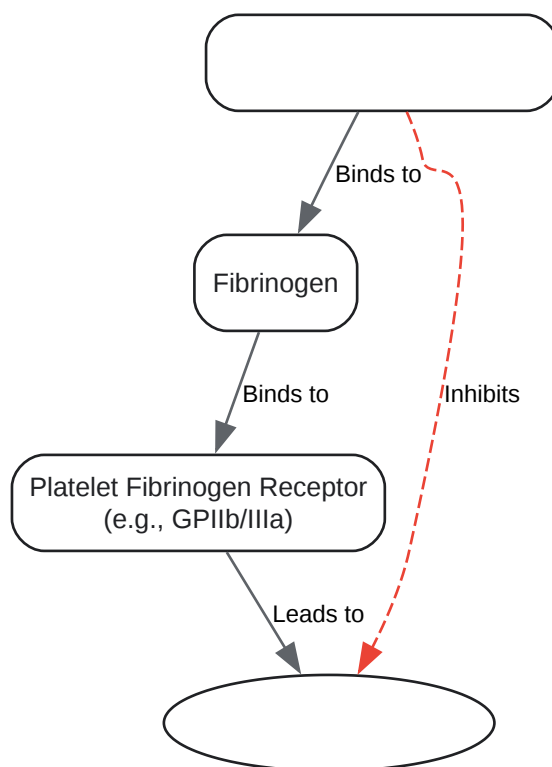 Binds to
Fibrinogen
Binds to
Inhibits
Platelet Fibrinogen Receptor
(e.g., GPIIb/IIIa)
Leads to